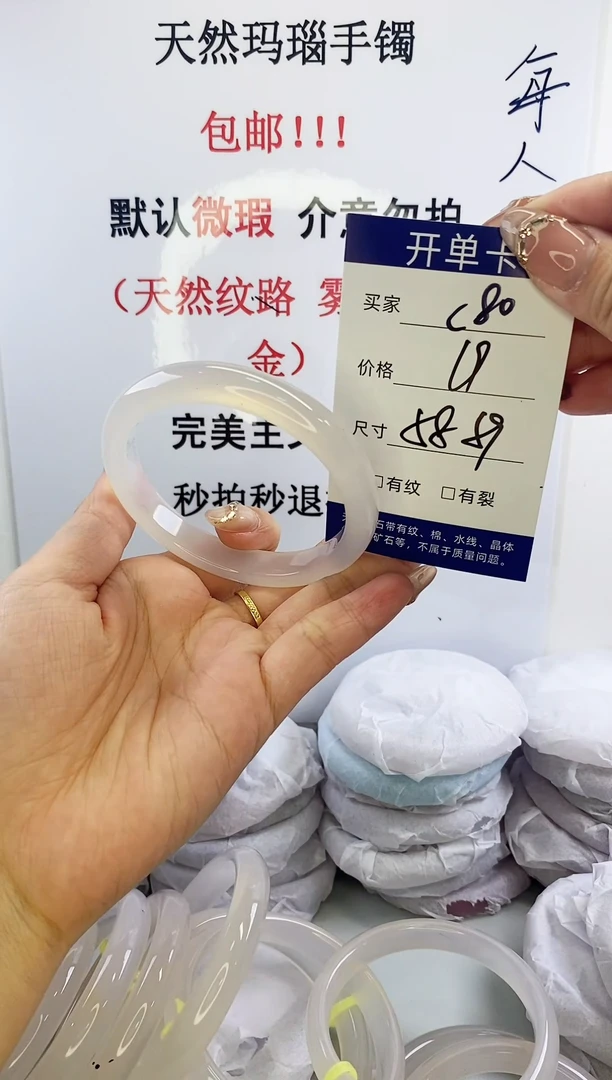 天然玛瑙手镯
每
人
包邮!!!
默认微瑕 介意勿拍
(天然纹路 雾
金)
完美主义
秒拍秒退
开单卡
买家 c80
价格
尺寸 58 59
□有纹 □有裂
石带有纹、棉、水线、晶体
矿石等，不属于质量问题。